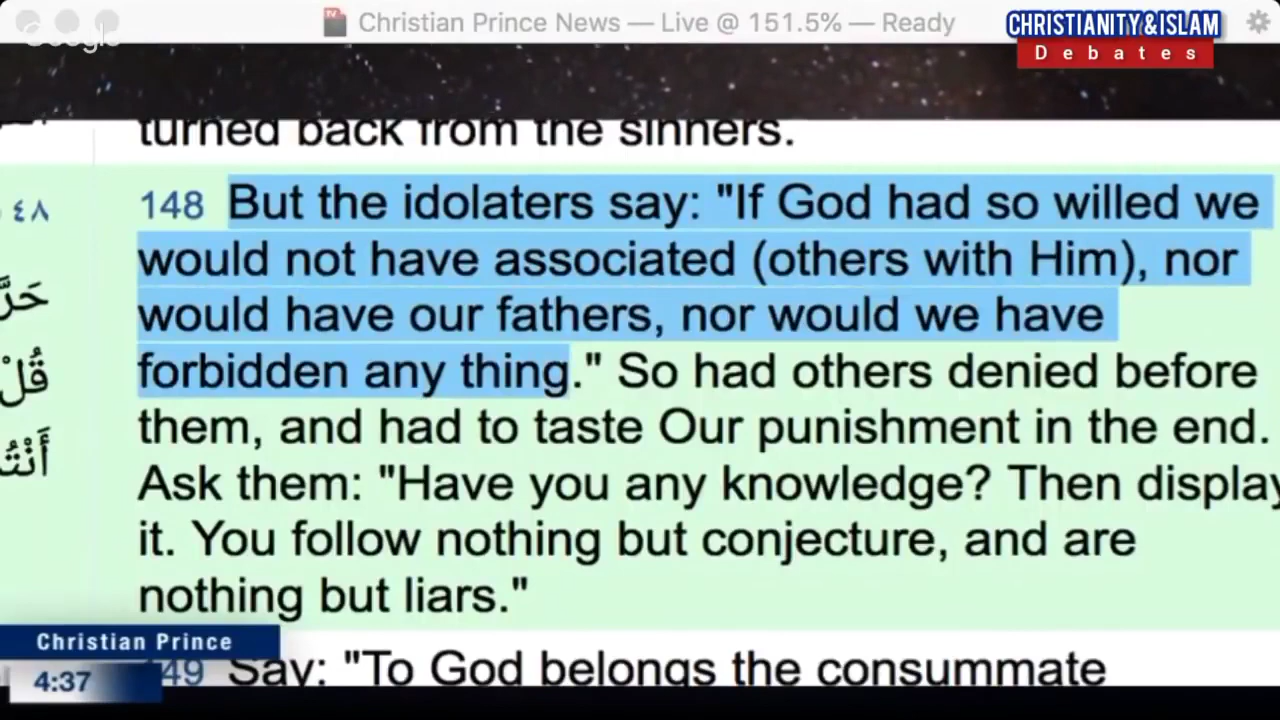 Christian Prince News — Live @ 151.5% — Ready
CHRISTIANITY & ISLAM
Debates
Google
turned back from the sinners.
٤٨
148 But the idolaters say: "If God had so willed we
would not have associated (others with Him), nor
would have our fathers, nor would we have
حَرَّ
forbidden any thing." So had others denied before
قُلْ
them, and had to taste Our punishment in the end.
أَنْتُ
Ask them: "Have you any knowledge? Then display
it. You follow nothing but conjecture, and are
nothing but liars."
Christian Prince
4:37
149 Say: "To God belongs the consummate